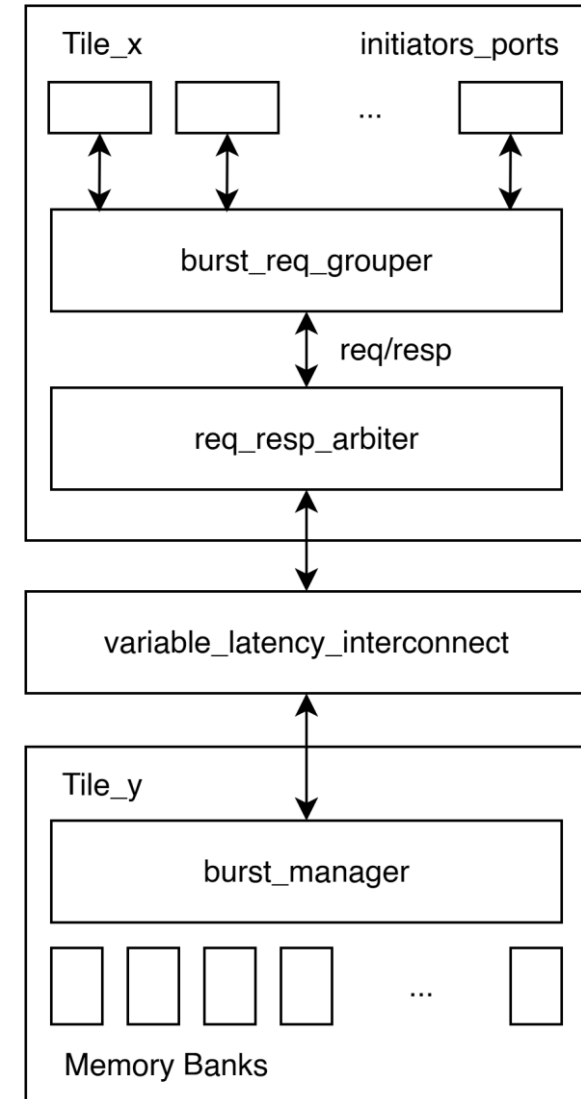 Tile_x initiators_ports
...
burst_req_grouper
req/resp
req_resp_arbiter
variable_latency_interconnect
Tile_y
burst_manager
...
Memory Banks